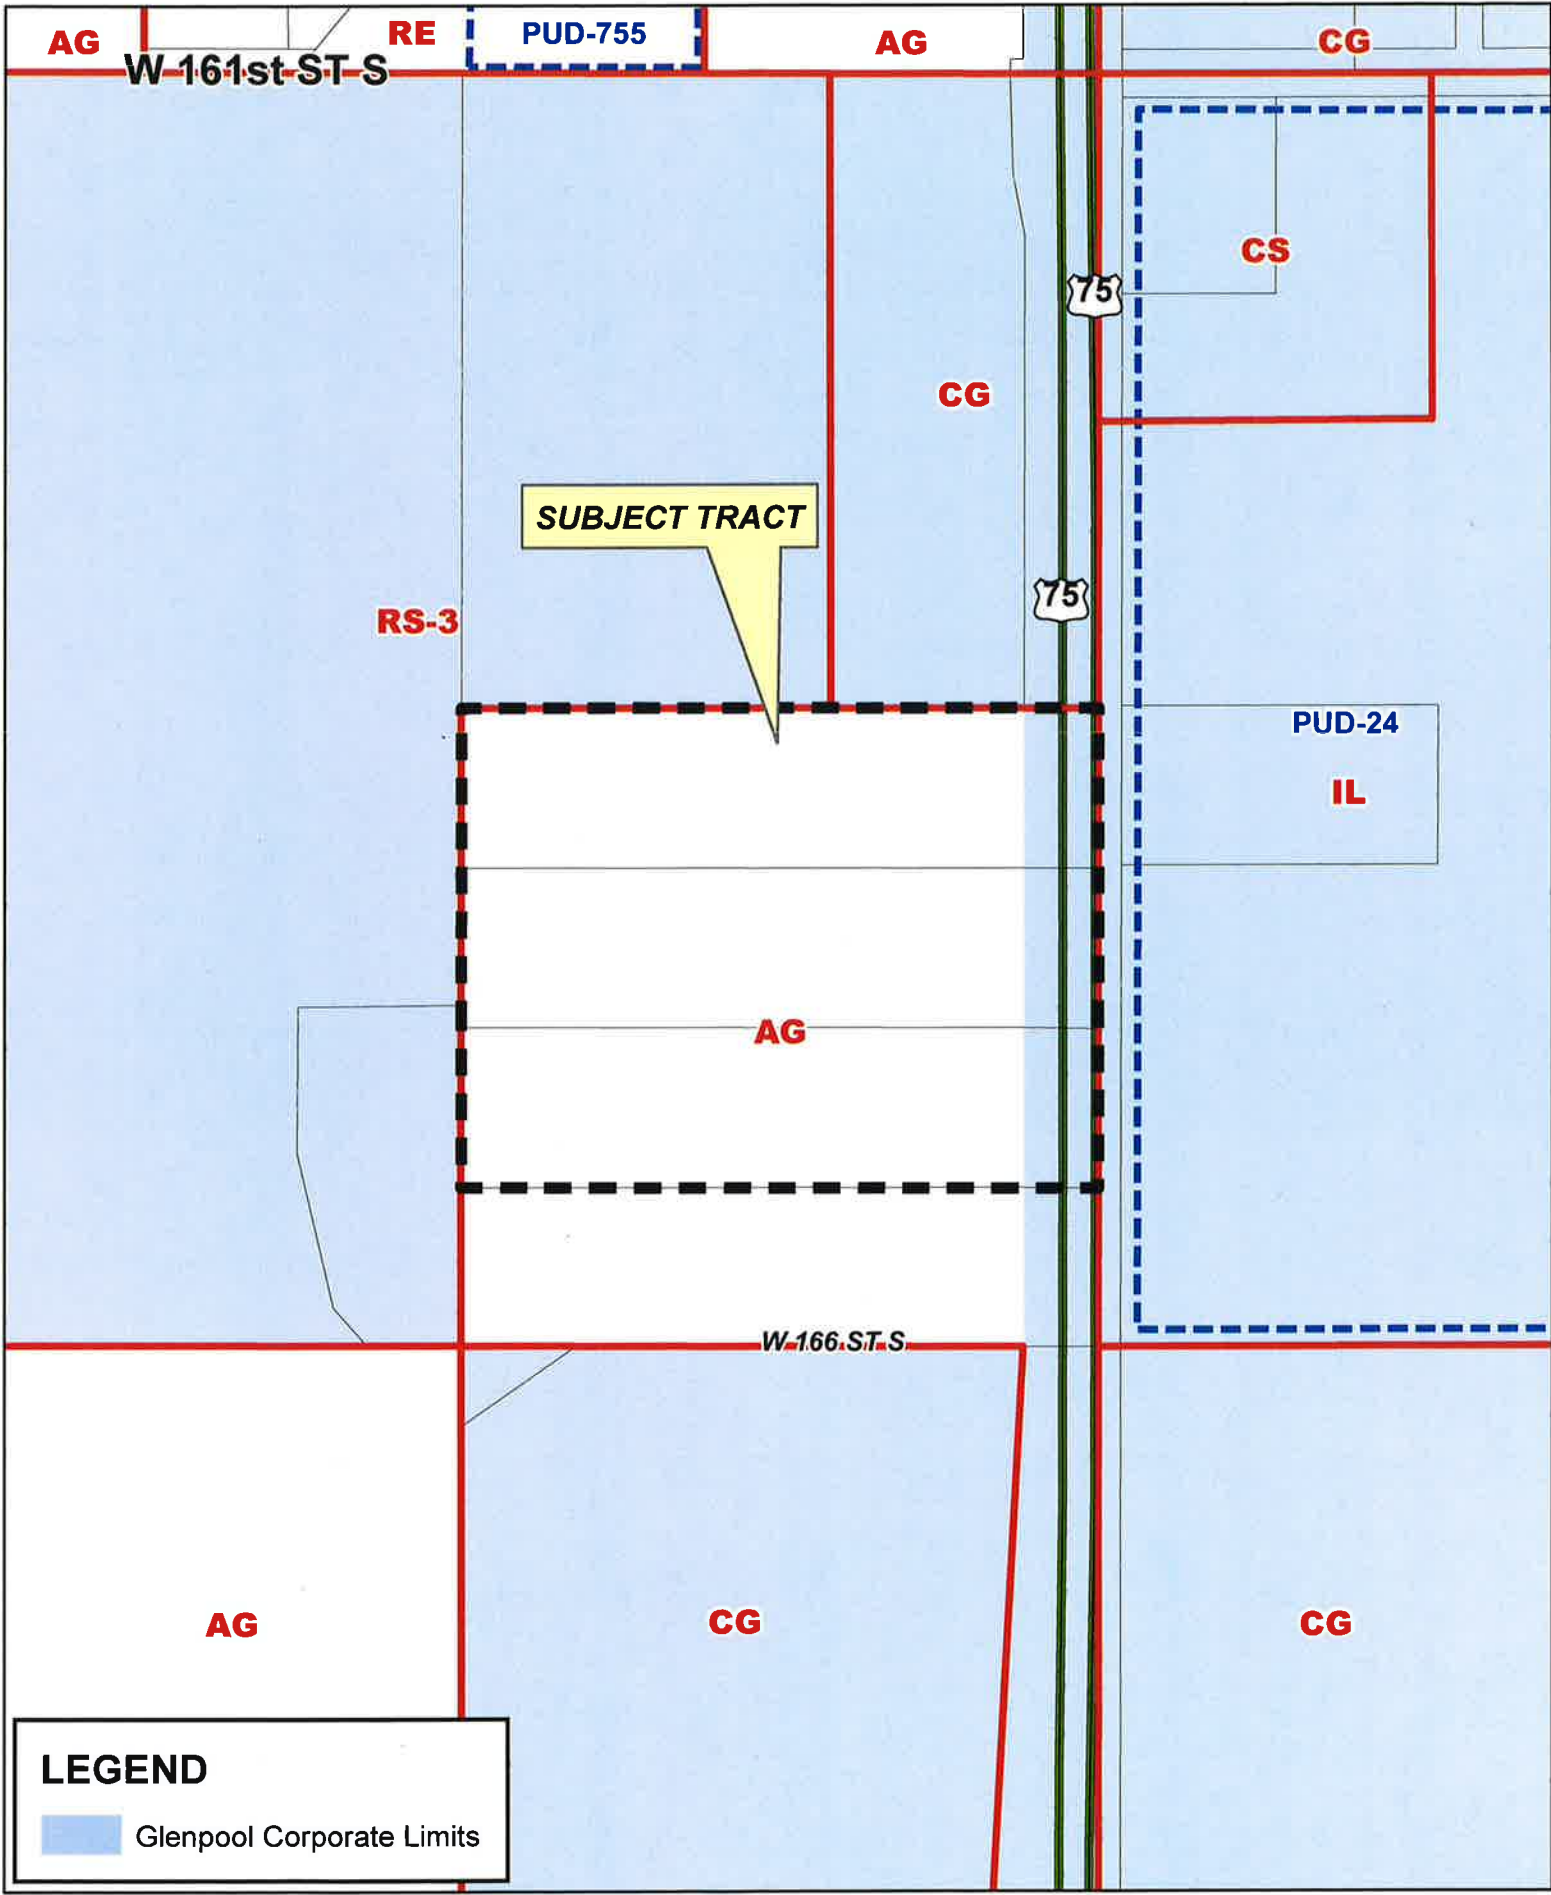 AG
RE
PUD-755
AG
CG
W 161st ST S
CS
75
CG
SUBJECT TRACT
75
RS-3
PUD-24
IL
AG
W 166 ST S
AG
CG
CG
LEGEND
Glenpool Corporate Limits